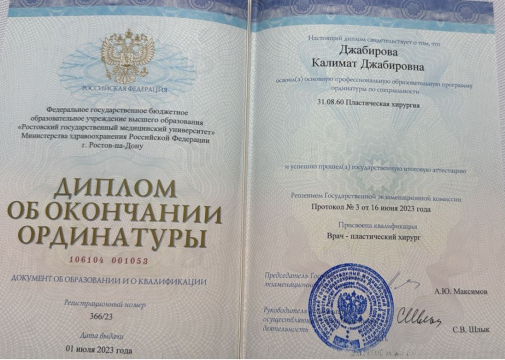 РОССИЙСКАЯ ФЕДЕРАЦИЯ
Федеральное государственное бюджетное
образовательное учреждение высшего образования
«Ростовский государственный медицинский университет»
Министерства здравоохранения Российской Федерации
г. Ростов-на-Дону
ДИПЛОМ
ОБ ОКОНЧАНИИ
ОРДИНАТУРЫ
106104 001053
ДОКУМЕНТ ОБ ОБРАЗОВАНИИ И О КВАЛИФИКАЦИИ
Регистрационный номер
366/23
Дата выдачи
01 июля 2023 года
Настоящий диплом свидетельствует о том, что
Джабирова
Калимат Джабировна
освоил(а) основную профессиональную образовательную программу
ординатуры по специальности
31.08.60 Пластическая хирургия
и успешно прошел(а) государственную итоговую аттестацию
Решением Государственной экзаменационной комиссии
Протокол № 3 от 16 июня 2023 года
Присвоена квалификация
Врач - пластический хирург
Председатель
экзаменационной
А.Ю. Максимов
Руководитель
осуществляющей
деятельность
С.В. Шлык